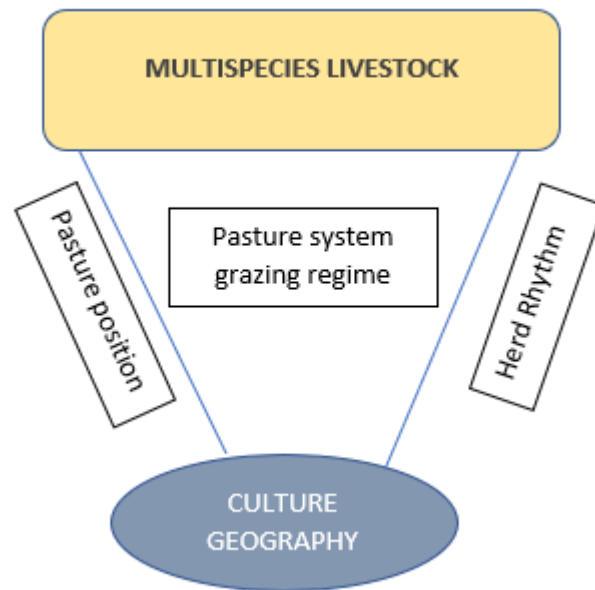 MULTISPECIES LIVESTOCK
Pasture position
Pasture system
grazing regime
Herd Rhythm
CULTURE
GEOGRAPHY